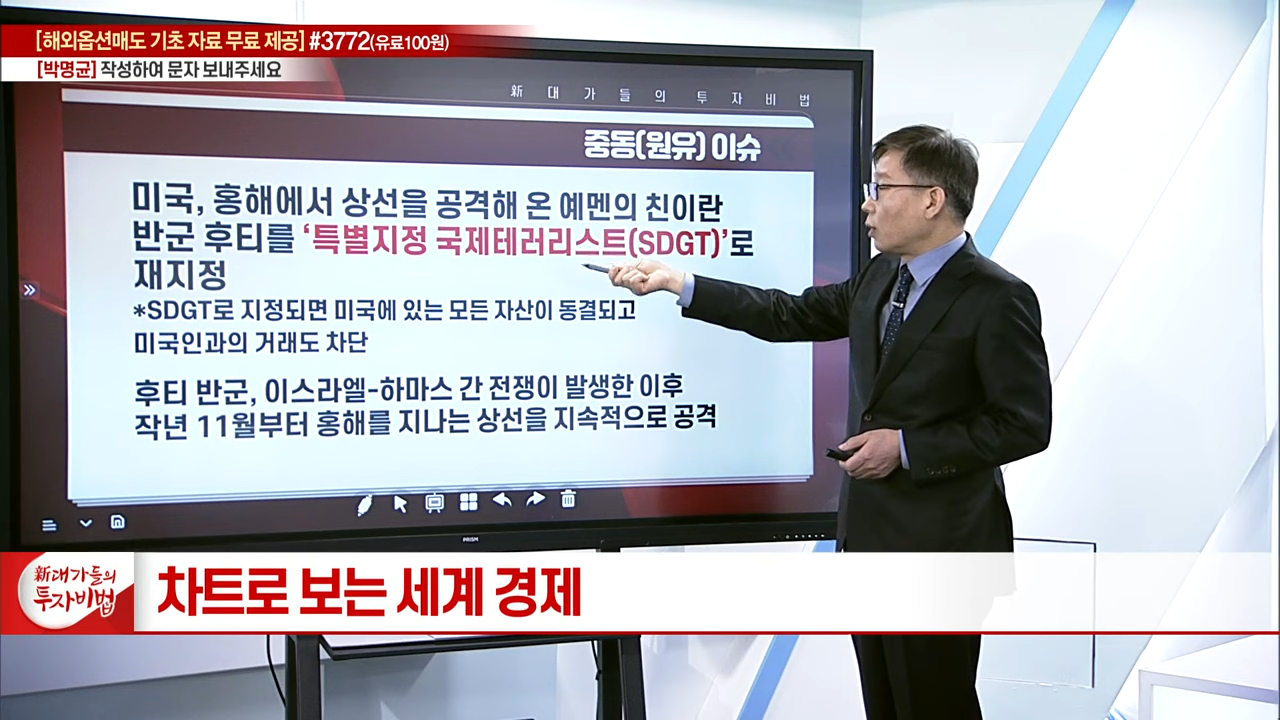 [해외옵션매도 기초 자료 무료 제공] #3772(유료100원)
[박명균] 작성하여 문자 보내주세요
新 대 가 들 의 투 자 비 법
중동(원유) 이슈
미국, 홍해에서 상선을 공격해 온 예멘의 친이란
반군 후티를 ‘특별지정 국제테러리스트(SDGT)’로
재지정
*SDGT로 지정되면 미국에 있는 모든 자산이 동결되고
미국인과의 거래도 차단
후티 반군, 이스라엘-하마스 간 전쟁이 발생한 이후
작년 11월부터 홍해를 지나는 상선을 지속적으로 공격
PRISM
新대가들의
투자비법
차트로 보는 세계 경제